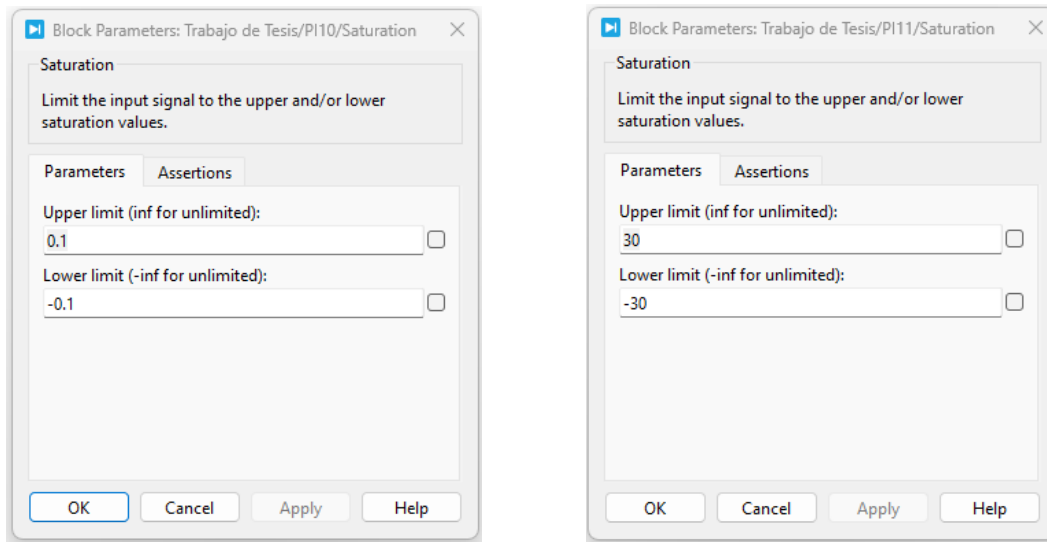 Block Parameters: Trabajo de Tesis/PI10/Saturation
Saturation
Limit the input signal to the upper and/or lower
saturation values.
Parameters
Assertions
Upper limit (inf for unlimited):
0.1
Lower limit (-inf for unlimited):
-0.1
OK
Cancel
Apply
Help
Block Parameters: Trabajo de Tesis/PI11/Saturation
Saturation
Limit the input signal to the upper and/or lower
saturation values.
Parameters
Assertions
Upper limit (inf for unlimited):
30
Lower limit (-inf for unlimited):
-30
OK
Cancel
Apply
Help